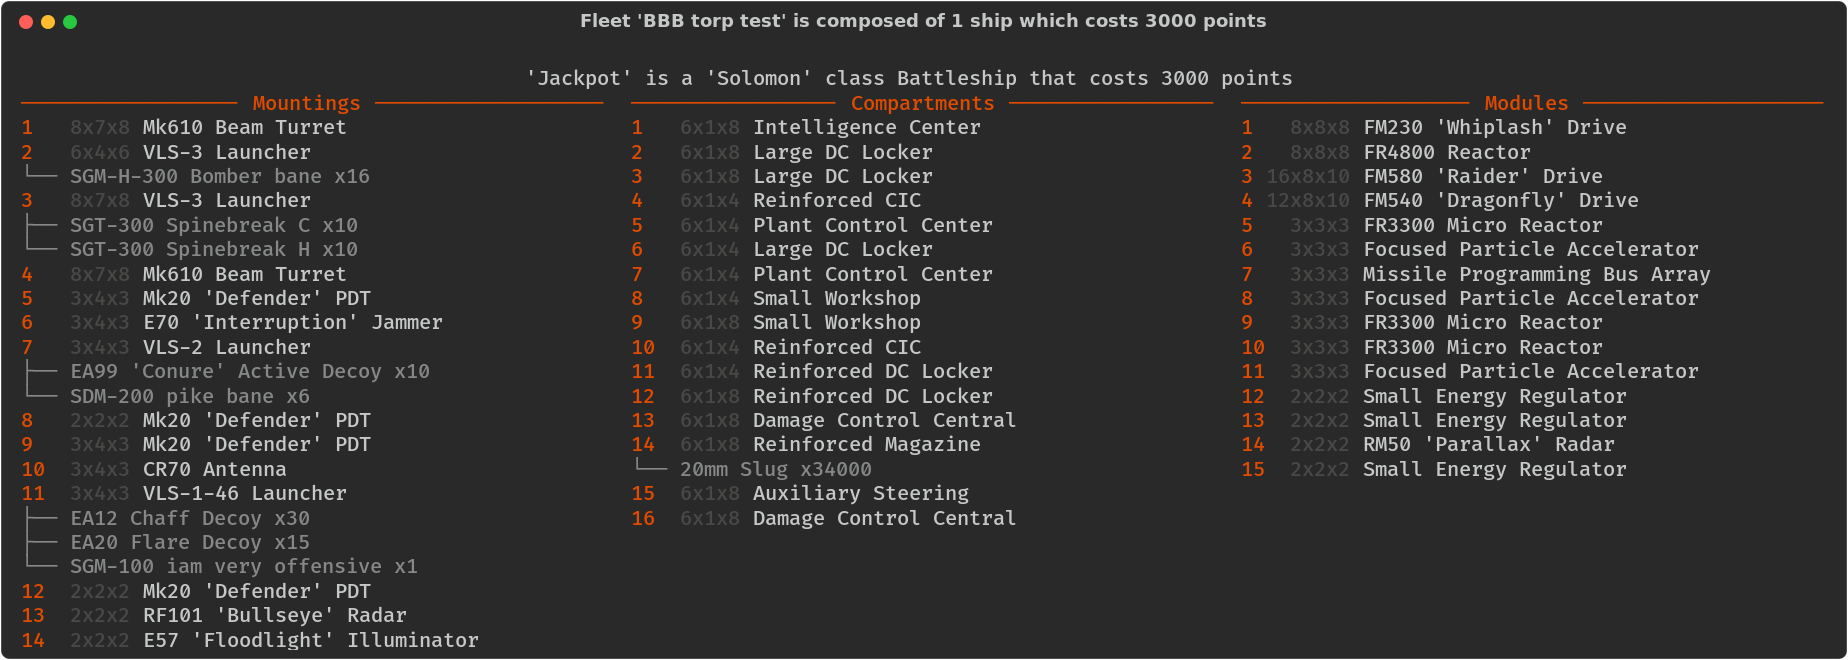 Fleet 'BBB torp test' is composed of 1 ship which costs 3000 points
'Jackpot' is a 'Solomon' class Battleship that costs 3000 points
Mountings
1 8x7x8 Mk610 Beam Turret
2 6x4x6 VLS-3 Launcher
SGM-H-300 Bomber bane x16
3 8x7x8 VLS-3 Launcher
SGT-300 Spinebreak C x10
SGT-300 Spinebreak H x10
4 8x7x8 Mk610 Beam Turret
5 3x4x3 Mk20 'Defender' PDT
6 3x4x3 E70 'Interruption' Jammer
7 3x4x3 VLS-2 Launcher
EA99 'Conure' Active Decoy x10
SDM-200 pike bane x6
8 2x2x2 Mk20 'Defender' PDT
9 3x4x3 Mk20 'Defender' PDT
10 3x4x3 CR70 Antenna
11 3x4x3 VLS-1-46 Launcher
EA12 Chaff Decoy x30
EA20 Flare Decoy x15
SGM-100 iam very offensive x1
12 2x2x2 Mk20 'Defender' PDT
13 2x2x2 RF101 'Bullseye' Radar
14 2x2x2 E57 'Floodlight' Illuminator
Compartments
1 6x1x8 Intelligence Center
2 6x1x8 Large DC Locker
3 6x1x8 Large DC Locker
4 6x1x4 Reinforced CIC
5 6x1x4 Plant Control Center
6 6x1x8 Large DC Locker
7 6x1x4 Plant Control Center
8 6x1x4 Small Workshop
9 6x1x8 Small Workshop
10 6x1x4 Reinforced CIC
11 6x1x4 Reinforced DC Locker
12 6x1x8 Reinforced DC Locker
13 6x1x8 Damage Control Central
14 6x1x8 Reinforced Magazine
20mm Slug x34000
15 6x1x8 Auxiliary Steering
16 6x1x8 Damage Control Central
Modules
1 8x8x8 FM230 'Whiplash' Drive
2 8x8x8 FR4800 Reactor
3 16x8x10 FM580 'Raider' Drive
4 12x8x10 FM540 'Dragonfly' Drive
5 3x3x3 FR3300 Micro Reactor
6 3x3x3 Focused Particle Accelerator
7 3x3x3 Missile Programming Bus Array
8 3x3x3 Focused Particle Accelerator
9 3x3x3 FR3300 Micro Reactor
10 3x3x3 FR3300 Micro Reactor
11 3x3x3 Focused Particle Accelerator
12 2x2x2 Small Energy Regulator
13 2x2x2 Small Energy Regulator
14 2x2x2 RM50 'Parallax' Radar
15 2x2x2 Small Energy Regulator